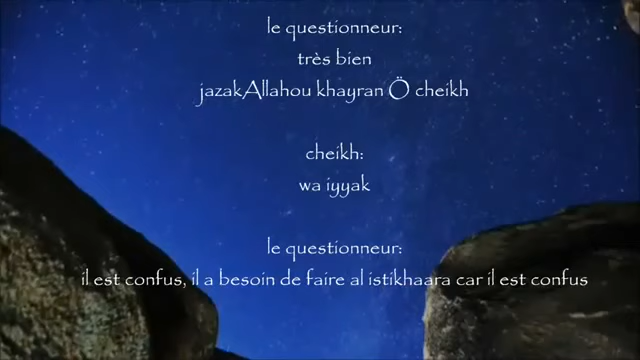 le questionneur:
très bien
jazakAllahou khayran Ö cheikh
cheikh:
wa iyyak
le questionneur:
il est confus, il a besoin de faire al istikhaara car il est confus